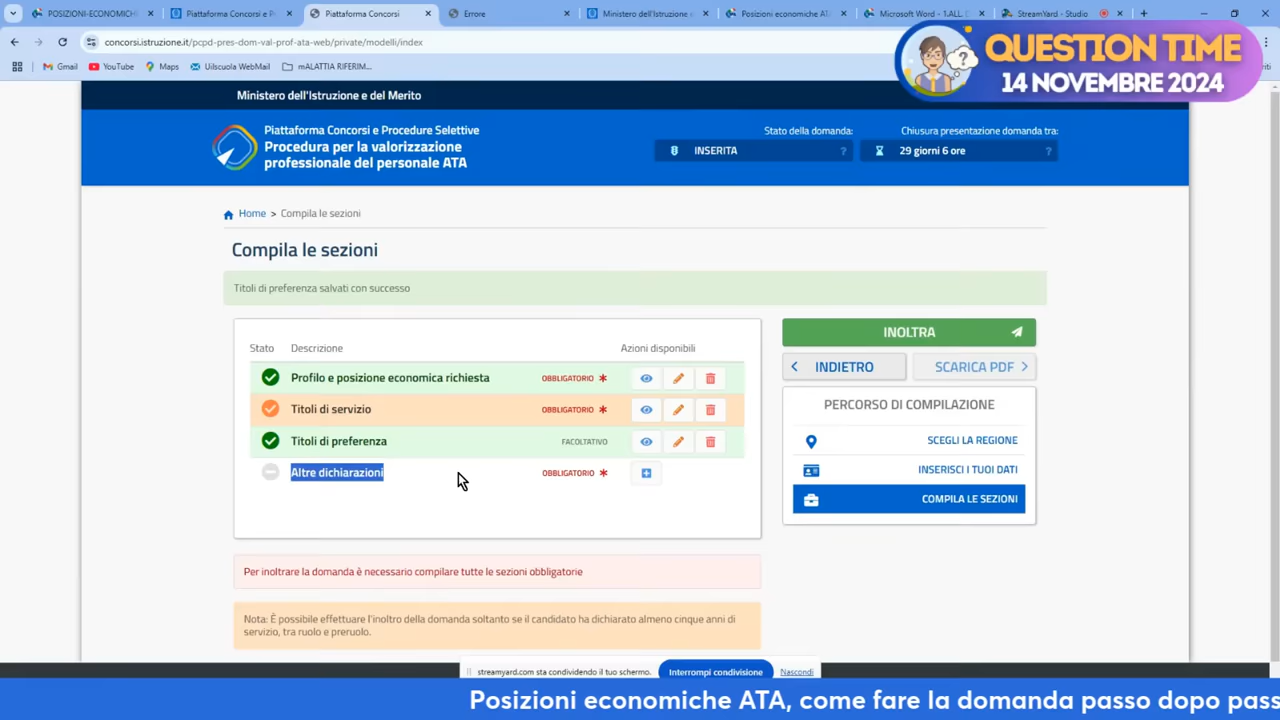 POSIZIONI-ECONOMICH
Piattaforma Concorsi e P
Piattaforma Concorsi
Errore
Ministero dell'Istruzione e
Posizioni economiche ATA
Microsoft Word - 1.ALL. C
StreamYard - Studio
concorsi.istruzione.it/pcpd-pres-dom-val-prof-ata-web/private/modelli/index
Gmail
YouTube
Maps
Uilscuola WebMail
mALATTIA RIFERIM...
QUESTION TIME
14 NOVEMBRE 2024
Ministero dell'Istruzione e del Merito
Piattaforma Concorsi e Procedure Selettive
Procedura per la valorizzazione
professionale del personale ATA
Stato della domanda:
INSERITA ?
Chiusura presentazione domanda tra:
29 giorni 6 ore ?
Home > Compila le sezioni
Compila le sezioni
Titoli di preferenza salvati con successo
Stato Descrizione Azioni disponibili
Profilo e posizione economica richiesta OBBLIGATORIO *
Titoli di servizio OBBLIGATORIO *
Titoli di preferenza FACOLTATIVO
Altre dichiarazioni OBBLIGATORIO *
INOLTRA
INDIETRO
SCARICA PDF
PERCORSO DI COMPILAZIONE
SCEGLI LA REGIONE
INSERISCI I TUOI DATI
COMPILA LE SEZIONI
Per inoltrare la domanda è necessario compilare tutte le sezioni obbligatorie
Nota: È possibile effettuare l'inoltro della domanda soltanto se il candidato ha dichiarato almeno cinque anni di
servizio, tra ruolo e preruolo.
streamyard.com sta condividendo il tuo schermo.
Interrompi condivisione
Nascondi
Posizioni economiche ATA, come fare la domanda passo dopo pass